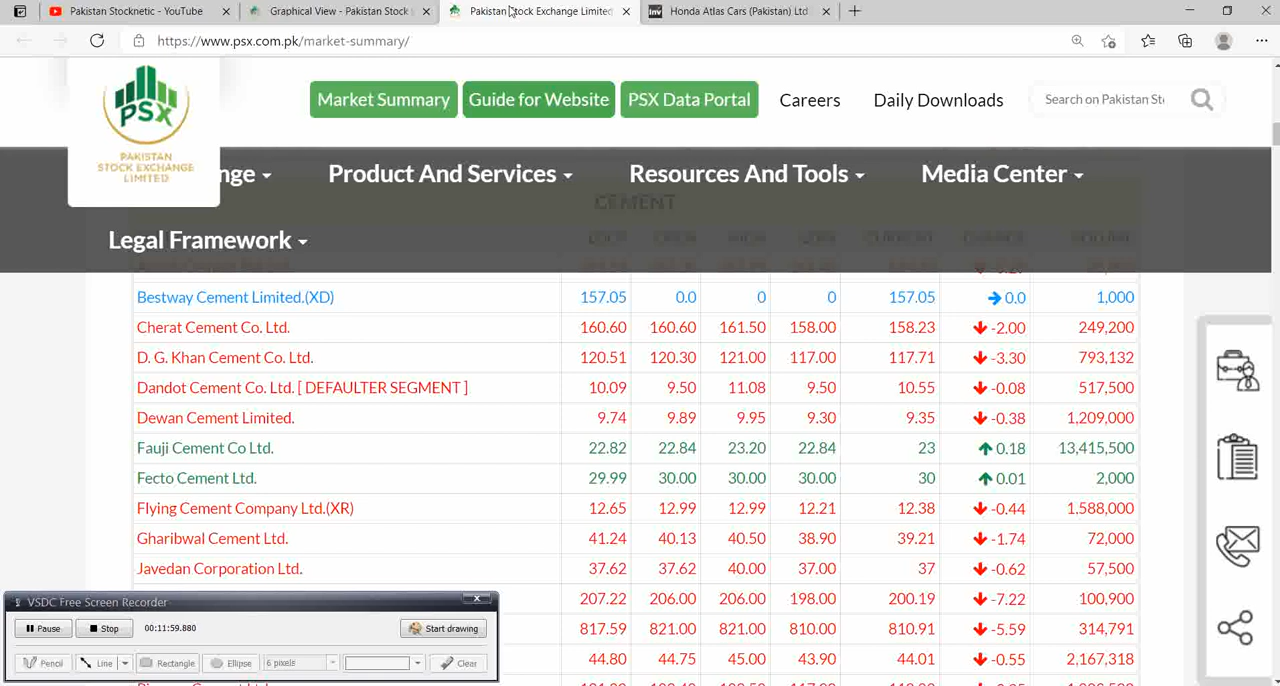 Pakistan Stocknetic - YouTube
Graphical View - Pakistan Stock
Pakistan Stock Exchange Limited
Honda Atlas Cars (Pakistan) Ltd
https://www.psx.com.pk/market-summary/
PSX
PAKISTAN
STOCK EXCHANGE
LIMITED
Market Summary
Guide for Website
PSX Data Portal
Careers
Daily Downloads
Search on Pakistan St
nge
Product And Services
Resources And Tools
Media Center
Legal Framework
CEMENT
LDCP OPEN HIGH LOW CURRENT CHANGE VOLUME
Bestway Cement Limited.(XD) 157.05 0.0 0 0 157.05 0.0 1,000
Cherat Cement Co. Ltd. 160.60 160.60 161.50 158.00 158.23 -2.00 249,200
D. G. Khan Cement Co. Ltd. 120.51 120.30 121.00 117.00 117.71 -3.30 793,132
Dandot Cement Co. Ltd. [ DEFAULTER SEGMENT ] 10.09 9.50 11.08 9.50 10.55 -0.08 517,500
Dewan Cement Limited. 9.74 9.89 9.95 9.30 9.35 -0.38 1,209,000
Fauji Cement Co Ltd. 22.82 22.84 23.20 22.84 23 0.18 13,415,500
Fecto Cement Ltd. 29.99 30.00 30.00 30.00 30 0.01 2,000
Flying Cement Company Ltd.(XR) 12.65 12.99 12.99 12.21 12.38 -0.44 1,588,000
Gharibwal Cement Ltd. 41.24 40.13 40.50 38.90 39.21 -1.74 72,000
Javedan Corporation Ltd. 37.62 37.62 40.00 37.00 37 -0.62 57,500
207.22 206.00 206.00 198.00 200.19 -7.22 100,900
817.59 821.00 821.00 810.00 810.91 -5.59 314,791
44.80 44.75 45.00 43.90 44.01 -0.55 2,167,318
VSDC Free Screen Recorder
Pause
Stop
00:11:59.880
Start drawing
Pencil
Line
Rectangle
Ellipse
6 pixels
Clear